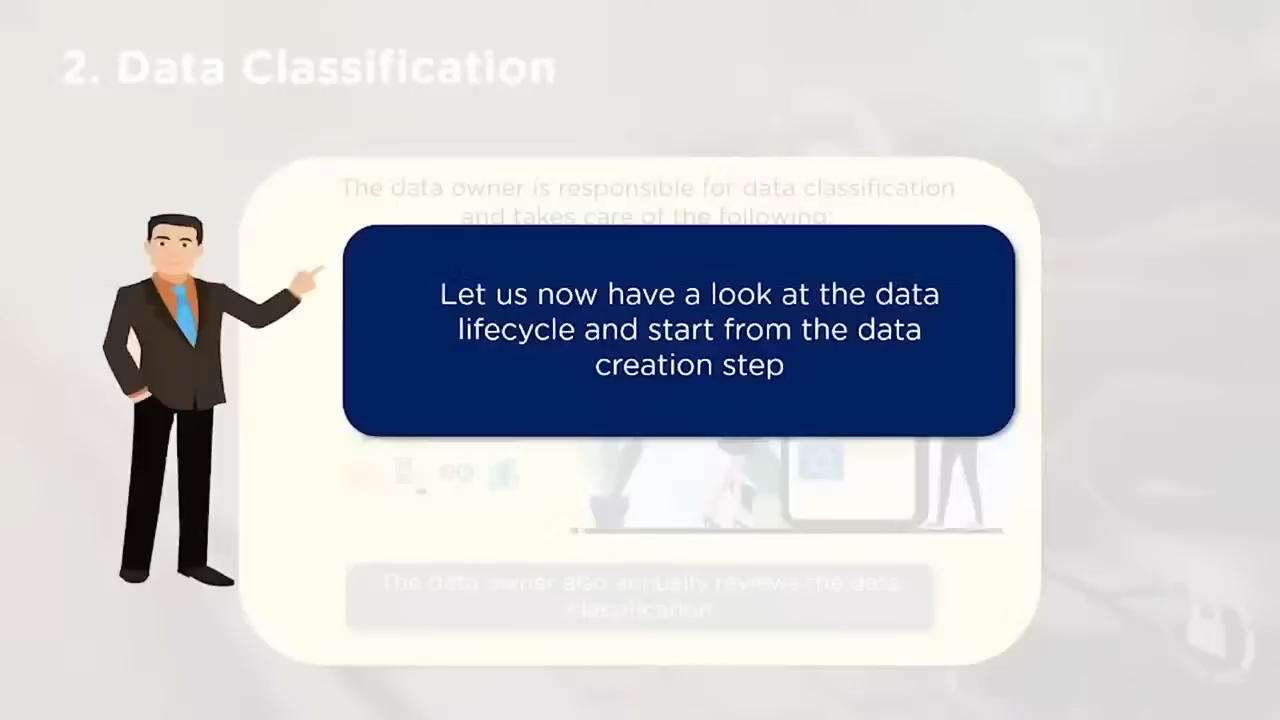 2. Data Classification
The data owner is responsible for data classification
and takes care of the following:
Let us now have a look at the data
lifecycle and start from the data
creation step
The data owner also annually reviews the data
classification